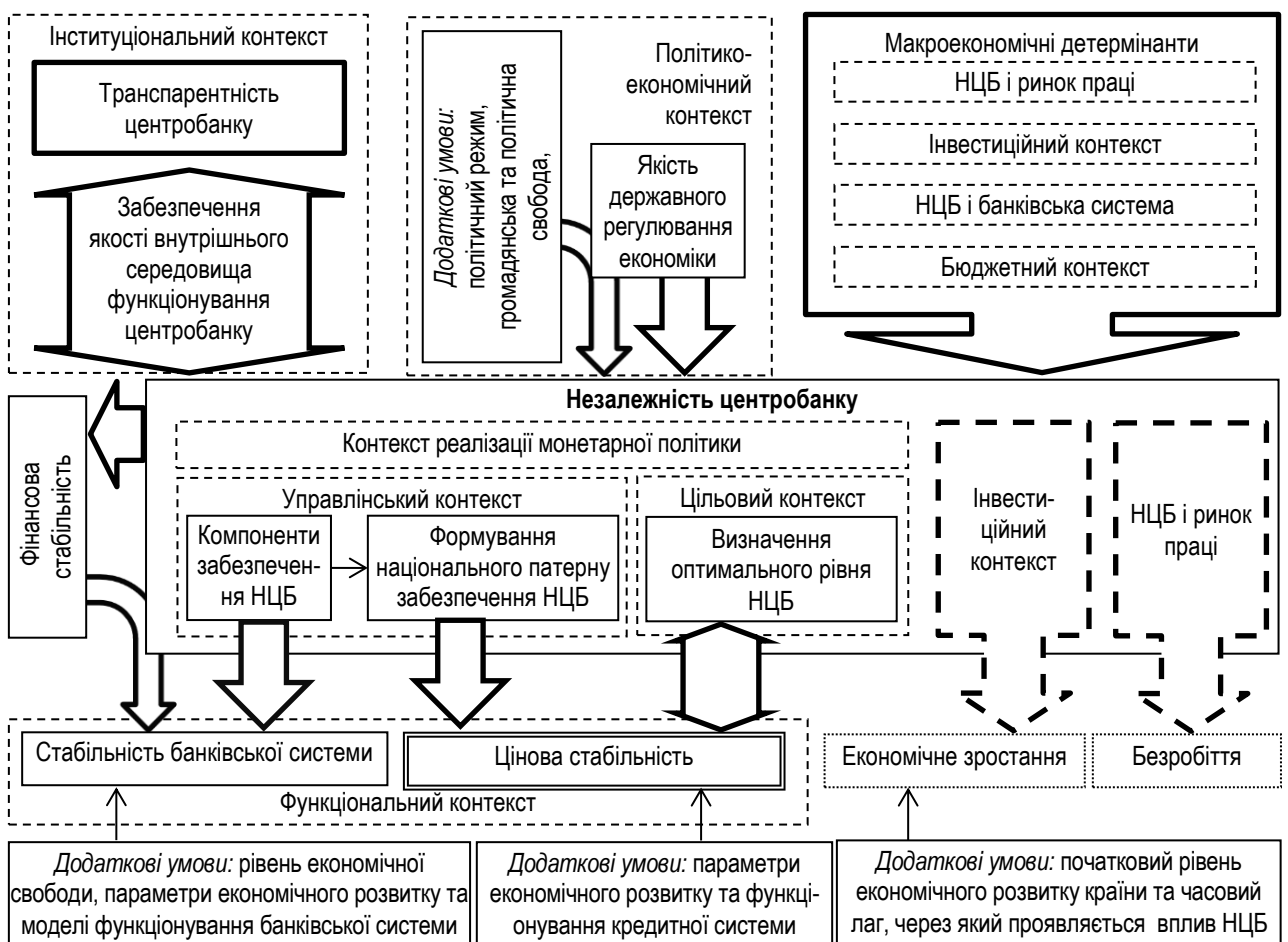 Інституціональний контекст
Транспарентність
центробанку
Забезпечення
якості внутрішнього
середовища
функціонування
центробанку
Додаткові умови:
політичний режим,
громадянська та політична
свобода,
Політико-
економічний
контекст
Якість
державного
регулювання
економіки
Макроекономічні детермінанти
НЦБ і ринок праці
Інвестиційний контекст
НЦБ і банківська система
Бюджетний контекст
Фінансова
стабільність
Незалежність центробанку
Контекст реалізації монетарної політики
Управлінський контекст
Компоненти
забезпечен-
ня НЦБ
Формування
національного патерну
забезпечення НЦБ
Цільовий контекст
Визначення
оптимального рівня
НЦБ
Інвести-
ційний
контекст
НЦБ і ринок
праці
Стабільність банківської системи
Цінова стабільність
Функціональний контекст
Економічне зростання
Безробіття
Додаткові умови: рівень економічної
свободи, параметри економічного розвитку та
моделі функціонування банківської системи
Додаткові умови: параметри
економічного розвитку та функці-
онування кредитної системи
Додаткові умови: початковий рівень
економічного розвитку країни та часовий
лаг, через який проявляється вплив НЦБ